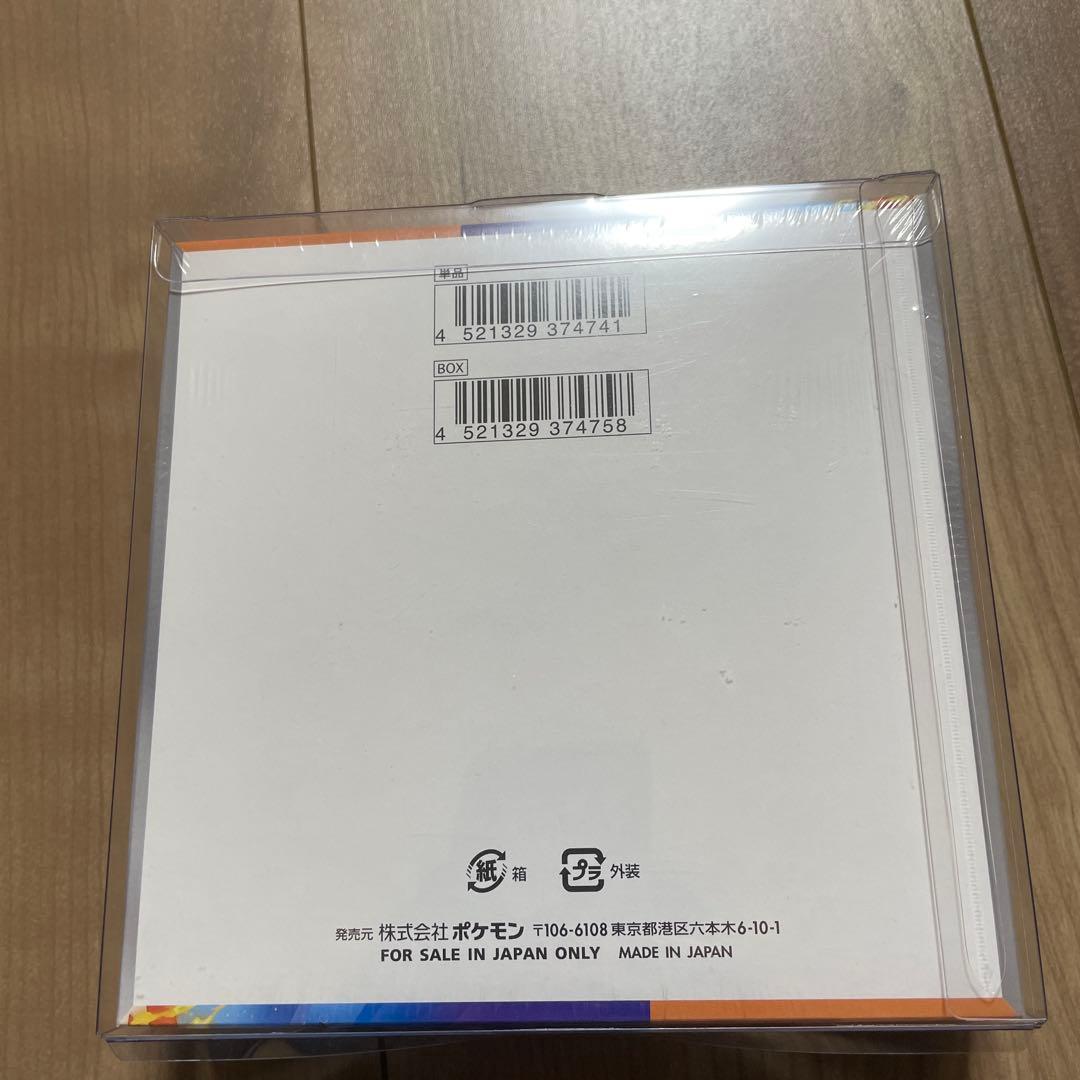 単品
4 521329 374741
BOX
4 521329 374758
紙 箱 プラ 外装
発売元 株式会社 ポケモン 〒106-6108 東京都港区六本木6-10-1
FOR SALE IN JAPAN ONLY MADE IN JAPAN